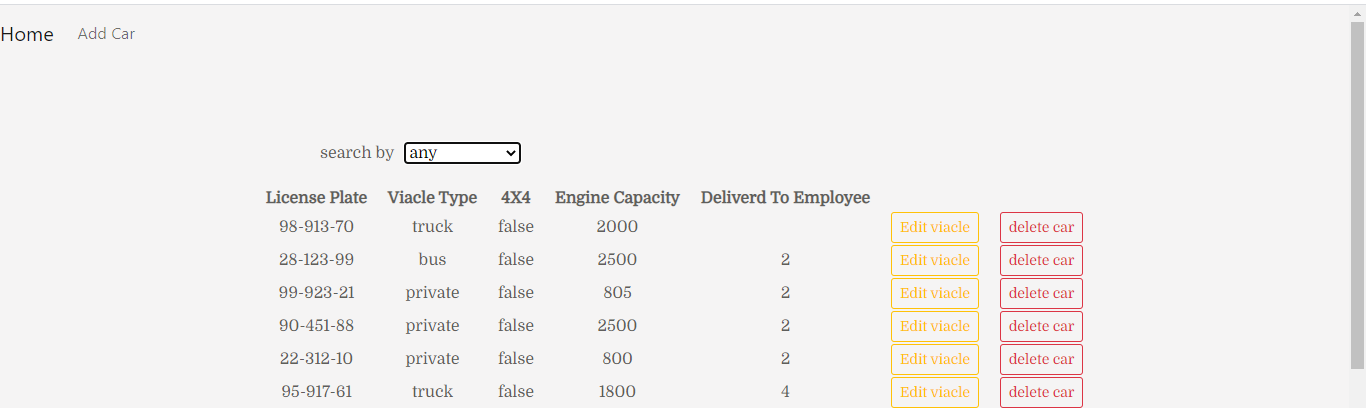 Home Add Car
search by any
License Plate Viacle Type 4X4 Engine Capacity Deliverd To Employee
98-913-70 truck false 2000 Edit viacle delete car
28-123-99 bus false 2500 2 Edit viacle delete car
99-923-21 private false 805 2 Edit viacle delete car
90-451-88 private false 2500 2 Edit viacle delete car
22-312-10 private false 800 2 Edit viacle delete car
95-917-61 truck false 1800 4 Edit viacle delete car